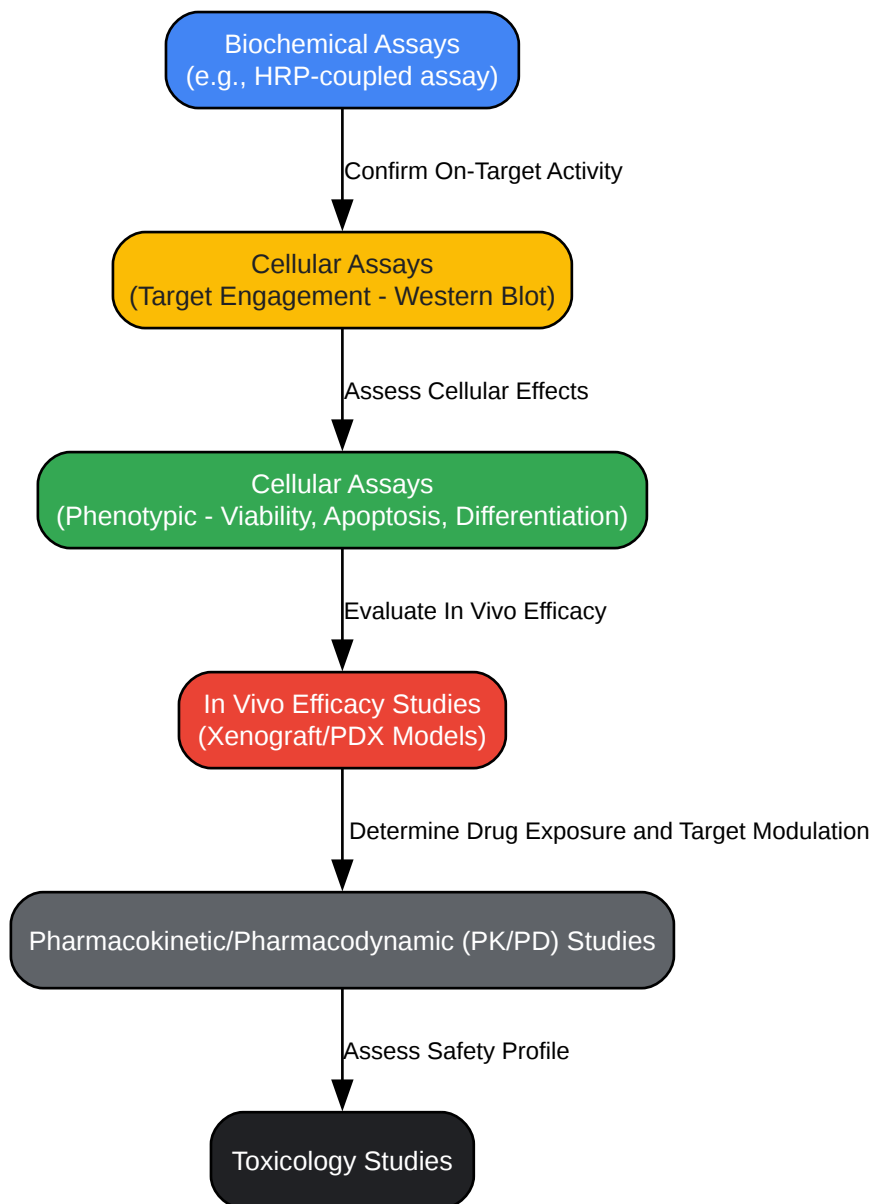 Biochemical Assays
(e.g., HRP-coupled assay)
Confirm On-Target Activity
Cellular Assays
(Target Engagement - Western Blot)
Assess Cellular Effects
Cellular Assays
(Phenotypic - Viability, Apoptosis, Differentiation)
Evaluate In Vivo Efficacy
In Vivo Efficacy Studies
(Xenograft/PDX Models)
Determine Drug Exposure and Target Modulation
Pharmacokinetic/Pharmacodynamic (PK/PD) Studies
Assess Safety Profile
Toxicology Studies